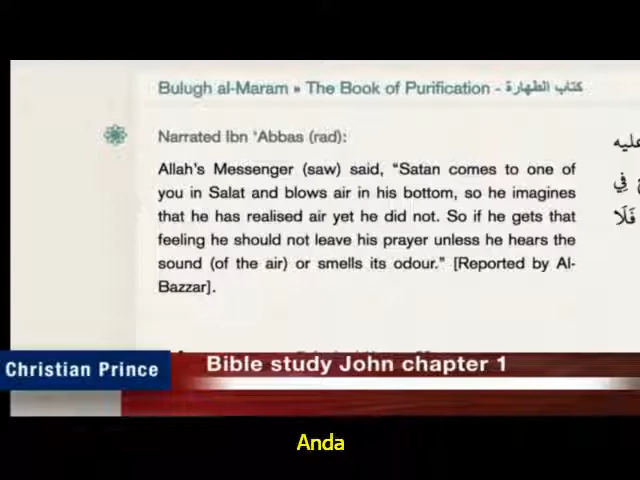 Bulugh al-Maram » The Book of Purification - كتاب الطهارة
Narrated Ibn 'Abbas (rad):
Allah's Messenger (saw) said, "Satan comes to one of
you in Salat and blows air in his bottom, so he imagines
that he has realised air yet he did not. So if he gets that
feeling he should not leave his prayer unless he hears the
sound (of the air) or smells its odour." [Reported by Al-
Bazzar].
فَلَا
Christian Prince
Bible study John chapter 1
Anda